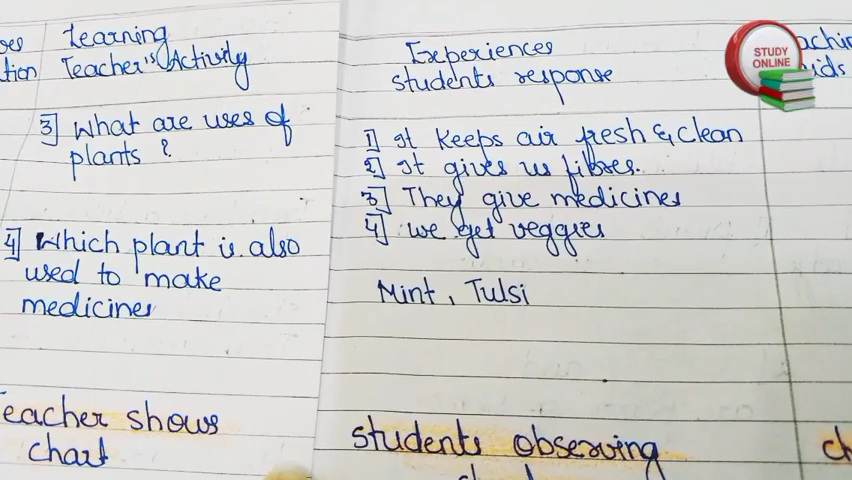 Learning
Teacher's Activity
tion
3] What are uses of
plants ?
4] Which plant is also
used to make
medicines
Teacher shows
chart
Experiences
students response
1] It keeps air fresh & clean
2] It gives us fibres.
3] They give medicines
4] we get veggies
Mint, Tulsi
students observing
STUDY
ONLINE
aids